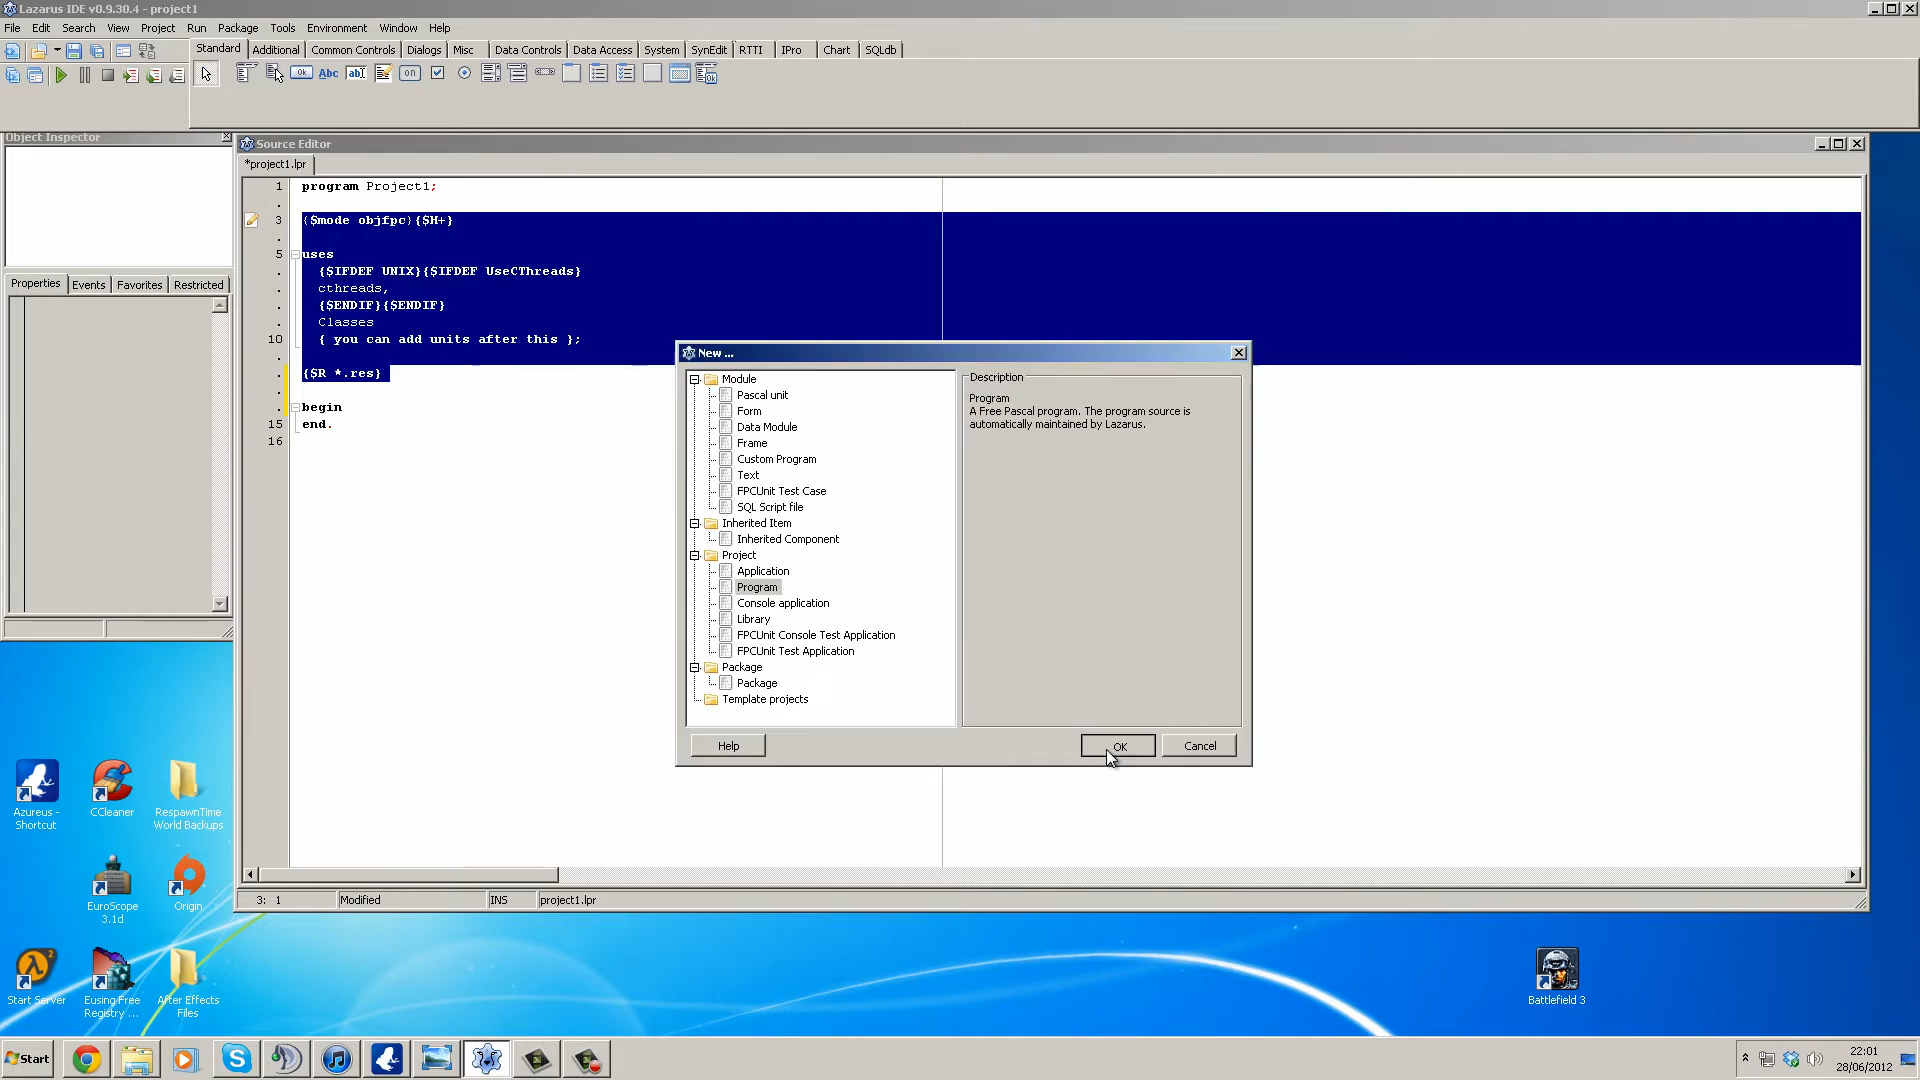 Lazarus IDE v0.9.30.4 - project1
File Edit Search View Project Run Package Tools Environment Window Help
Standard Additional Common Controls Dialogs Misc Data Controls Data Access System SynEdit RTTI IPro Chart SQLdb
Ok Abc ab[ on
Object Inspector
Properties Events Favorites Restricted
Source Editor
*project1.lpr
1 program Project1;
.
3 {$mode objfpc}{$H+}
.
5 uses
. {$IFDEF UNIX}{$IFDEF UseCThreads}
. cthreads,
. {$ENDIF}{$ENDIF}
. Classes
10 { you can add units after this };
.
. {$R *.res}
.
. begin
15 end.
16
3: 1 Modified INS project1.lpr
New ...
Module
Pascal unit
Form
Data Module
Frame
Custom Program
Text
FPCUnit Test Case
SQL Script file
Inherited Item
Inherited Component
Project
Application
Program
Console application
Library
FPCUnit Console Test Application
FPCUnit Test Application
Package
Package
Template projects
Description
Program
A Free Pascal program. The program source is
automatically maintained by Lazarus.
Help OK Cancel
Azureus -
Shortcut
CCleaner
RespawnTime
World Backups
EuroScope
3.1d
Origin
Start Server
Eusing Free
Registry ...
After Effects
Files
Battlefield 3
Start
22:01
28/06/2012